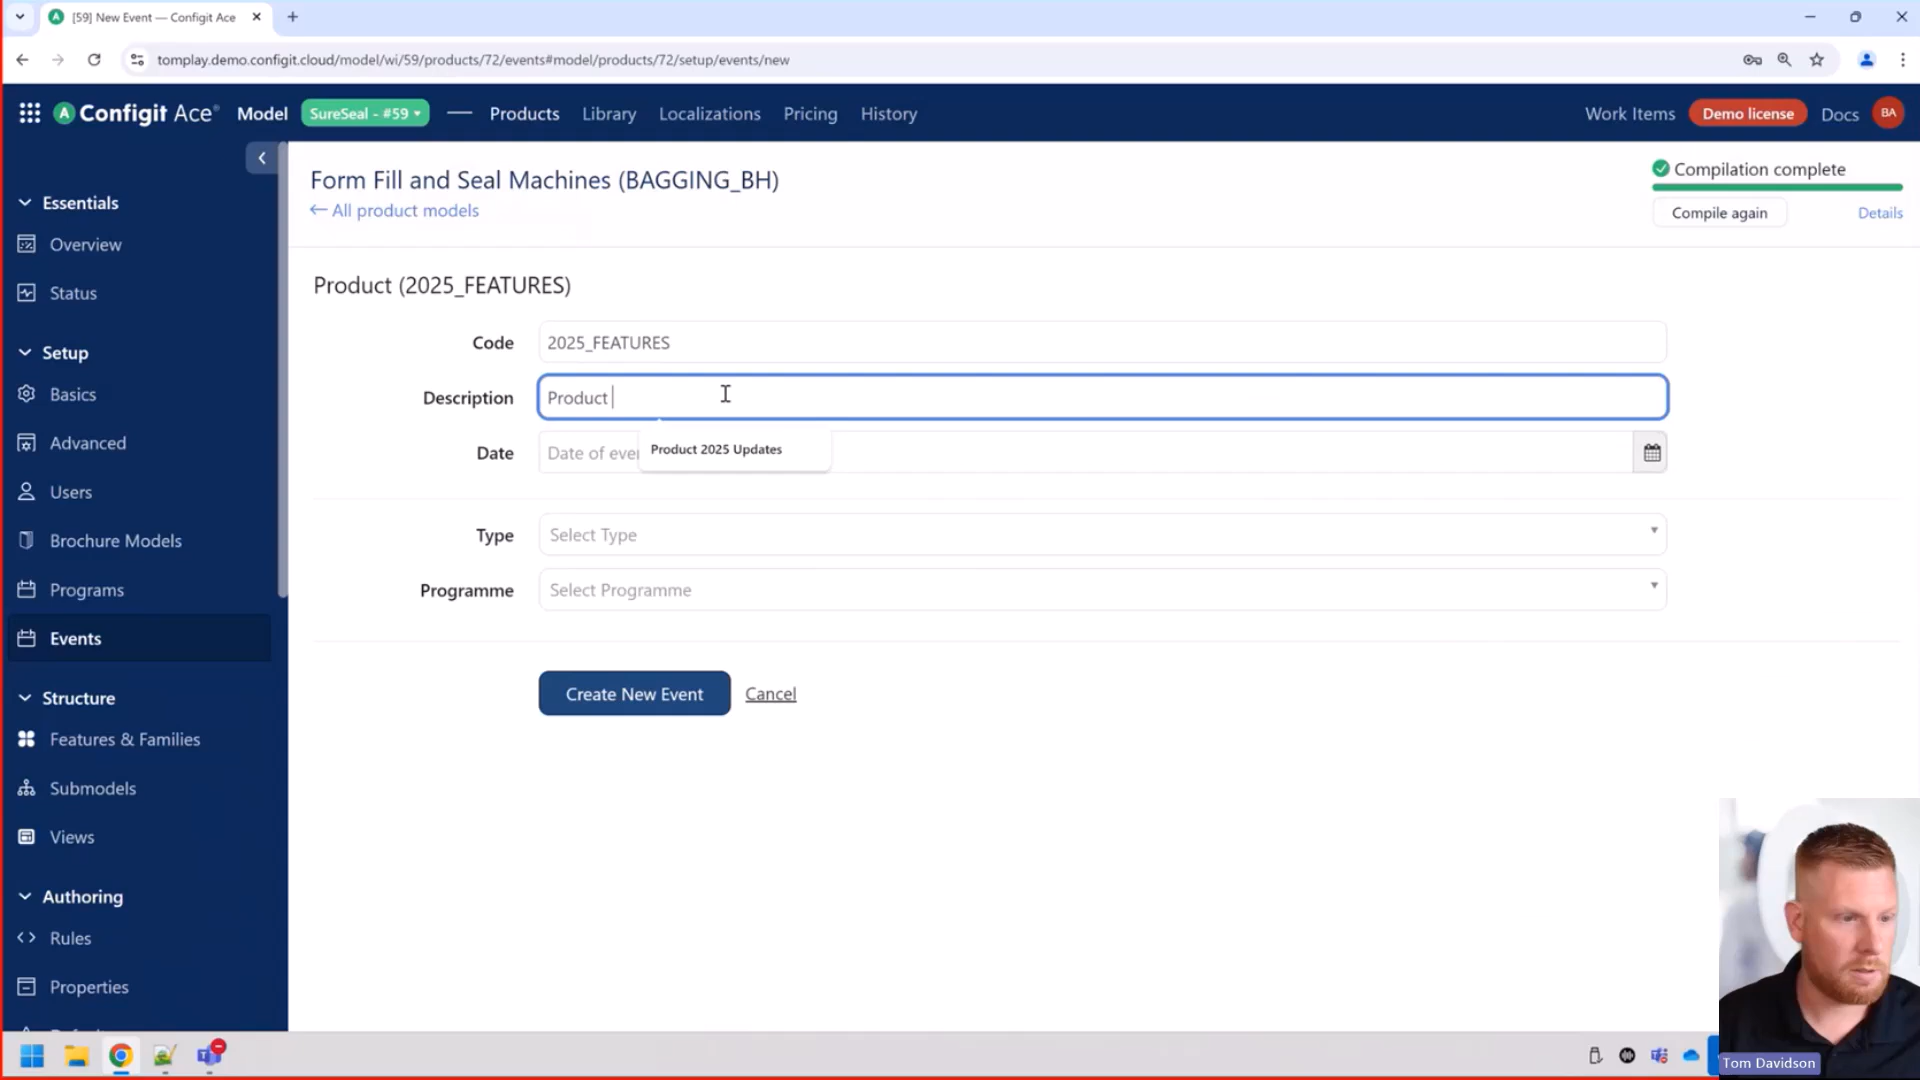 [59] New Event — Configit Ace
tomplay.demo.configit.cloud/model/wi/59/products/72/events#model/products/72/setup/events/new
A Configit Ace® Model SureSeal - #59 Products Library Localizations Pricing History Work Items Demo license Docs BA
Essentials
Overview
Status
Setup
Basics
Advanced
Users
Brochure Models
Programs
Events
Structure
Features & Families
Submodels
Views
Authoring
Rules
Properties
Form Fill and Seal Machines (BAGGING_BH)
← All product models
Compilation complete
Compile again Details
Product (2025_FEATURES)
Code 2025_FEATURES
Description Product
Product 2025 Updates
Date Date of
Type Select Type
Programme Select Programme
Create New Event Cancel
Tom Davidson